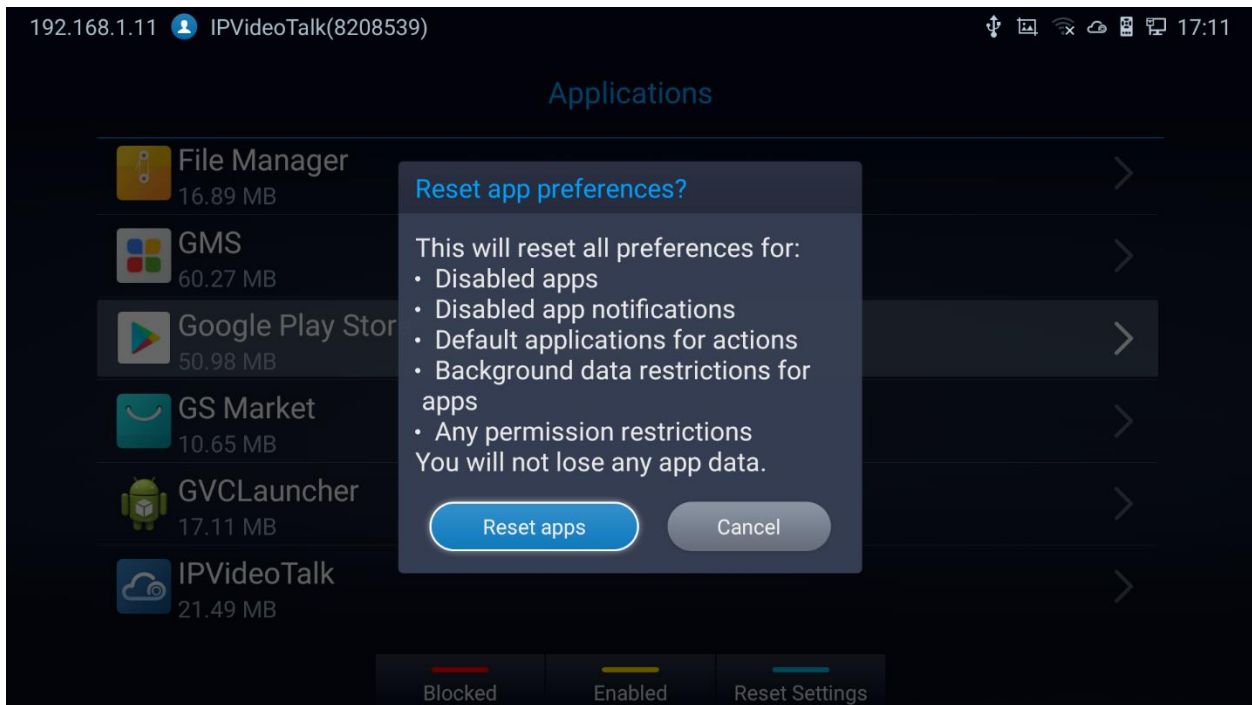 192.168.1.11 IPVideoTalk(8208539) 17:11
Applications
File Manager
16.89 MB
GMS
60.27 MB
Google Play Stor
50.98 MB
GS Market
10.65 MB
GVCLauncher
17.11 MB
IPVideoTalk
21.49 MB
Reset app preferences?
This will reset all preferences for:
• Disabled apps
• Disabled app notifications
• Default applications for actions
• Background data restrictions for
apps
• Any permission restrictions
You will not lose any app data.
Reset apps Cancel
Blocked Enabled Reset Settings